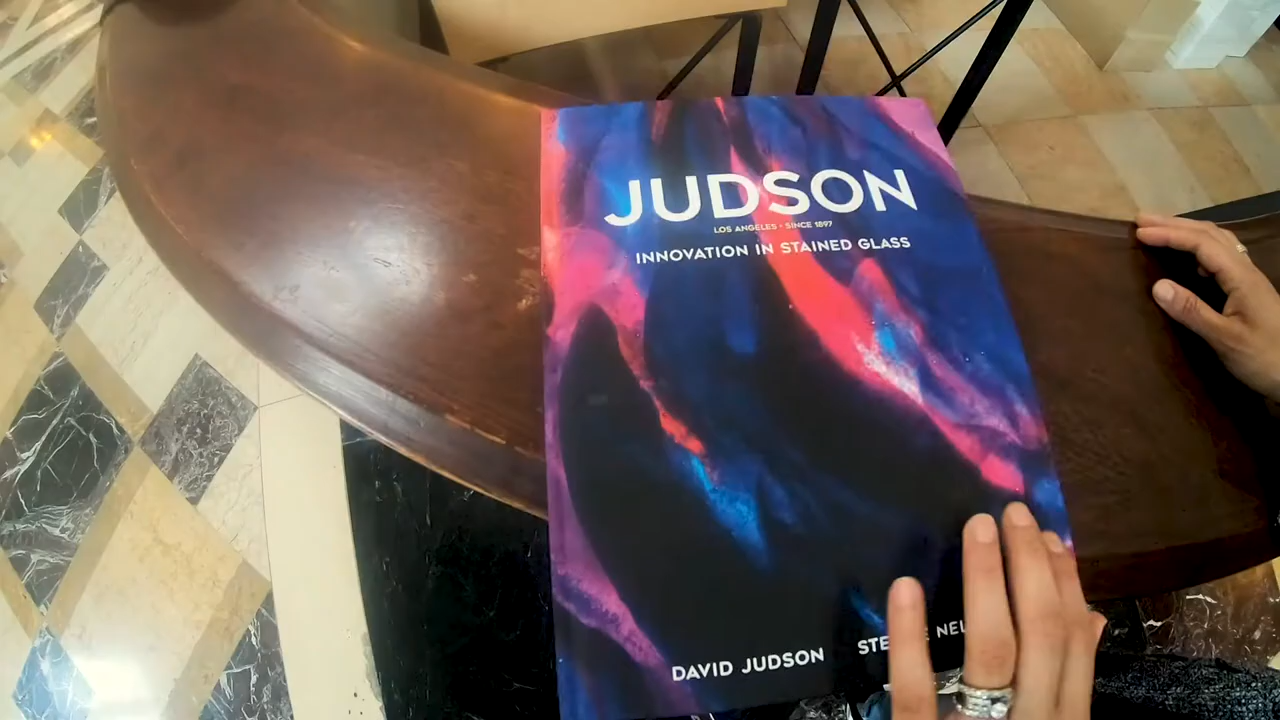 JUDSON
LOS ANGELES • SINCE 1897
INNOVATION IN STAINED GLASS
DAVID JUDSON